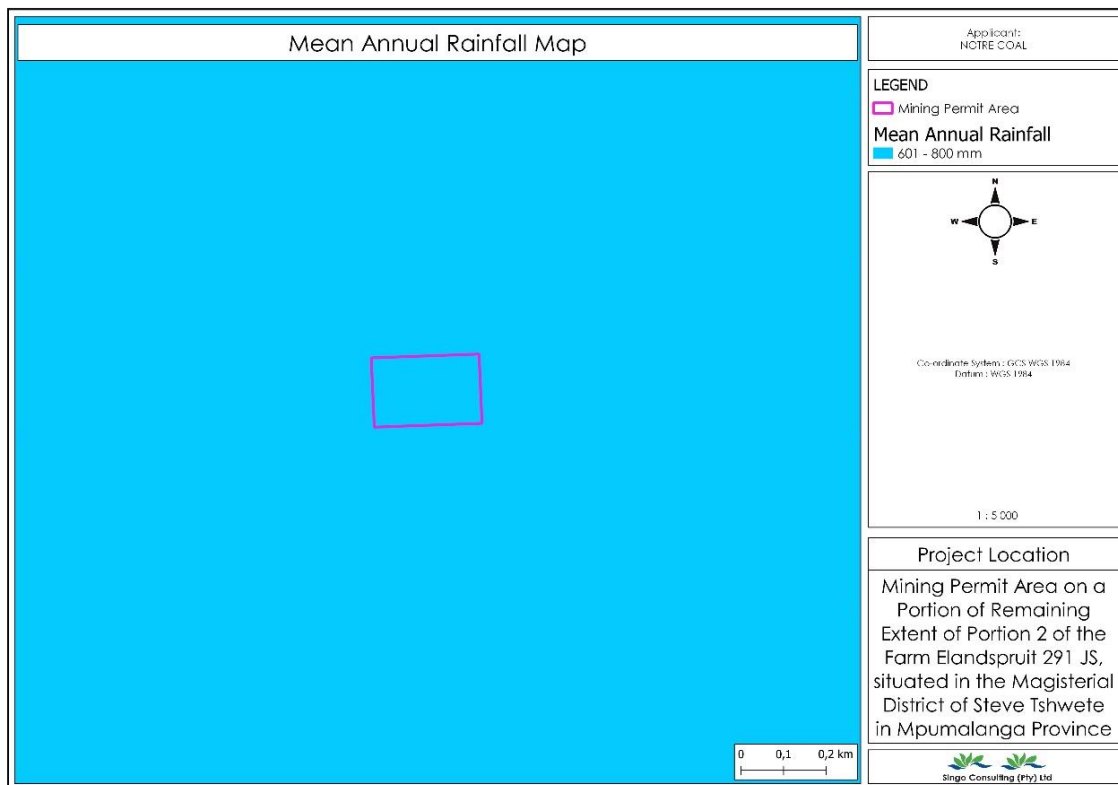 Mean Annual Rainfall Map
Applicant:
NOTRE COAL
LEGEND
Mining Permit Area
Mean Annual Rainfall
601 - 800 mm
N
W E
S
Co-ordinate System : GCS WGS 1984
Datum : WGS 1984
1 : 5 000
Project Location
Mining Permit Area on a
Portion of Remaining
Extent of Portion 2 of the
Farm Elandspruit 291 JS,
situated in the Magisterial
District of Steve Tshwete
in Mpumalanga Province
0 0,1 0,2 km
Singo Consulting (Pty) Ltd